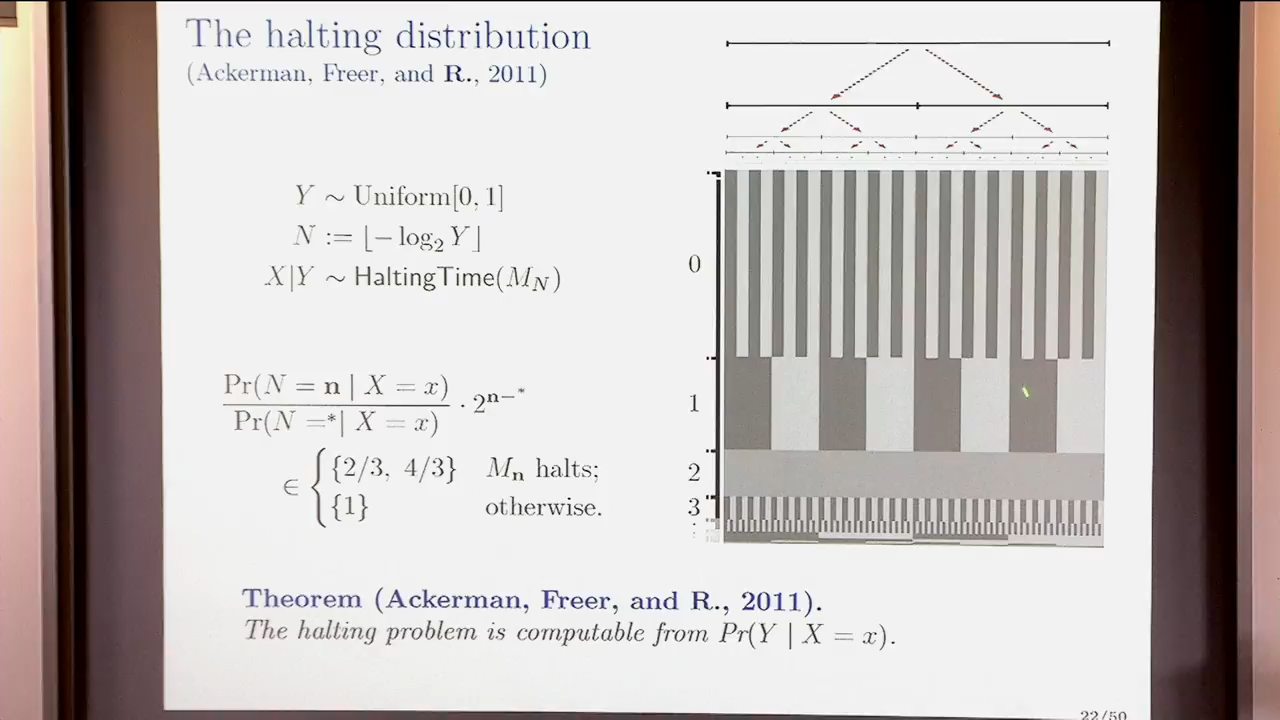 The halting distribution
(Ackerman, Freer, and R., 2011)
Y ∼ Uniform[0, 1]
N := ⌊− log₂ Y⌋
X|Y ∼ HaltingTime(M_N)
Pr(N = n | X = x)
Pr(N =*| X = x)
· 2^{n−*}
∈ { {2/3, 4/3} M_n halts;
{1} otherwise.
0
1
2
3
Theorem (Ackerman, Freer, and R., 2011).
The halting problem is computable from Pr(Y | X = x).
22/50